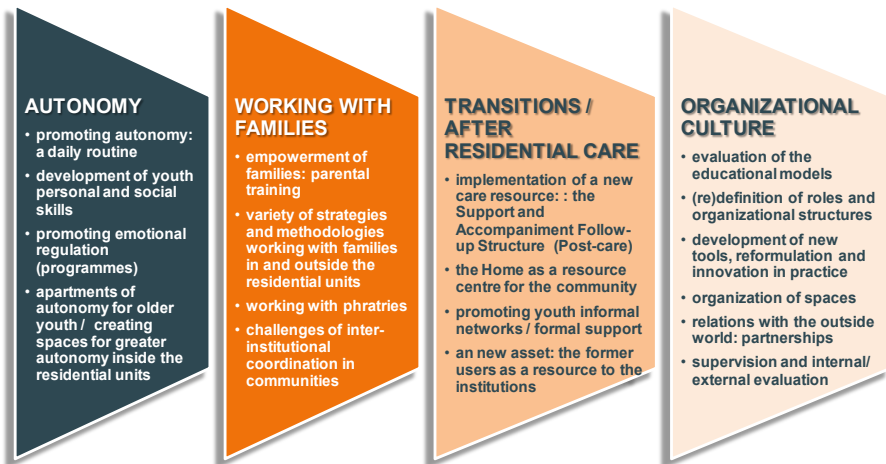 AUTONOMY
• promoting autonomy:
a daily routine
• development of youth
personal and social
skills
• promoting emotional
regulation
(programmes)
• apartments of
autonomy for older
youth / creating
spaces for greater
autonomy inside the
residential units
WORKING WITH
FAMILIES
• empowerment of
families: parental
training
• variety of strategies
and methodologies
working with families
in and outside the
residential units
• working with phratries
• challenges of inter-
institutional
coordination in
communities
TRANSITIONS /
AFTER
RESIDENTIAL CARE
• implementation of a new
care resource: : the
Support and
Accompaniment Follow-
up Structure (Post-care)
• the Home as a resource
centre for the community
• promoting youth informal
networks / formal support
• an new asset: the former
users as a resource to the
institutions
ORGANIZATIONAL
CULTURE
• evaluation of the
educational models
• (re)definition of roles and
organizational structures
• development of new
tools, reformulation and
innovation in practice
• organization of spaces
• relations with the outside
world: partnerships
• supervision and internal/
external evaluation